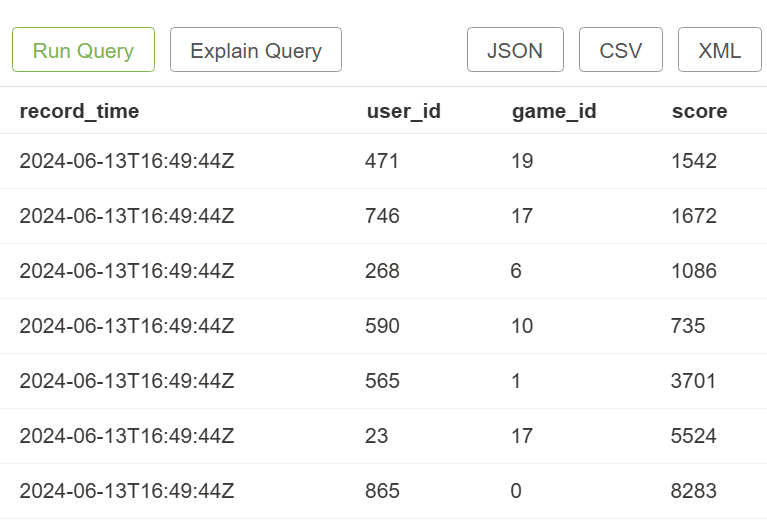 Run Query Explain Query JSON CSV XML
record_time user_id game_id score
2024-06-13T16:49:44Z 471 19 1542
2024-06-13T16:49:44Z 746 17 1672
2024-06-13T16:49:44Z 268 6 1086
2024-06-13T16:49:44Z 590 10 735
2024-06-13T16:49:44Z 565 1 3701
2024-06-13T16:49:44Z 23 17 5524
2024-06-13T16:49:44Z 865 0 8283